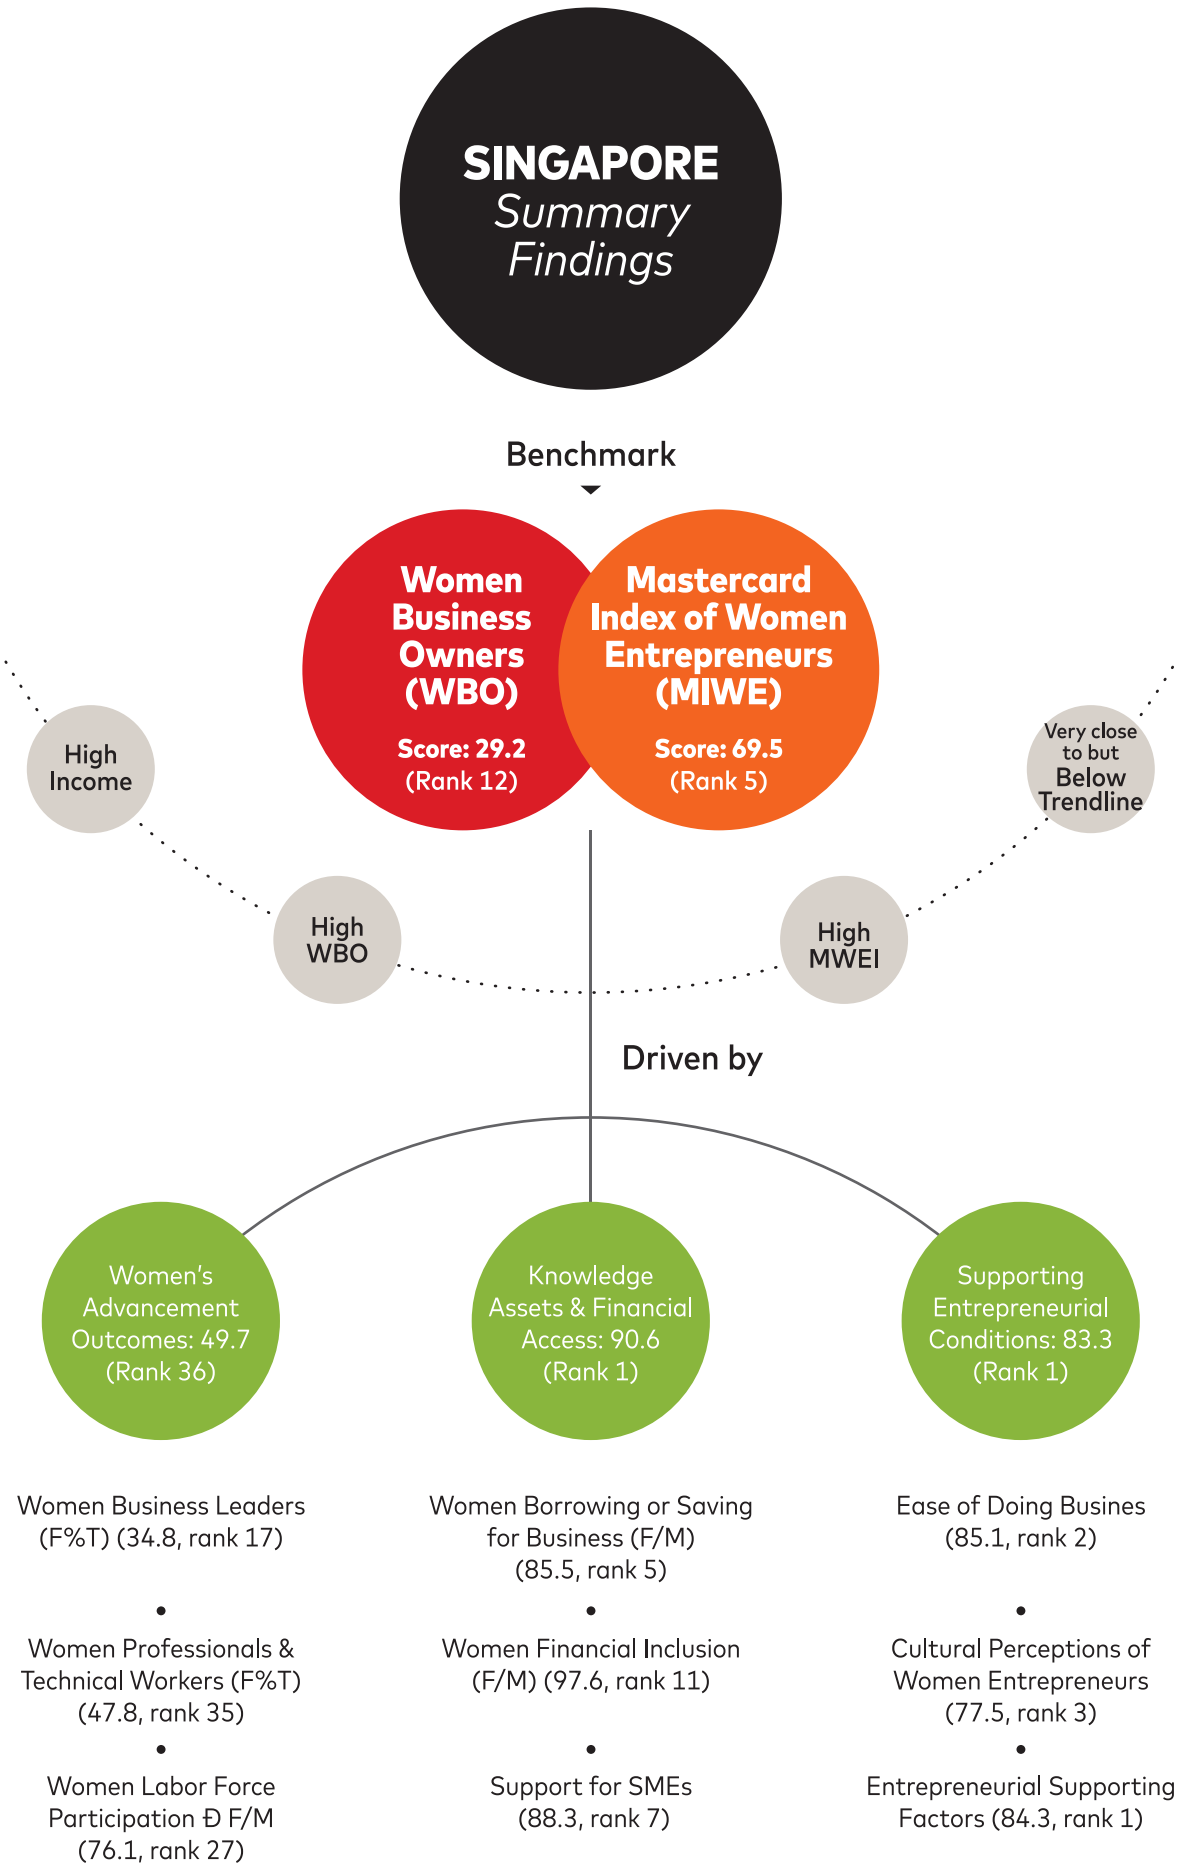 SINGAPORE
Summary
Findings
Benchmark
Women
Business
Owners
(WBO)
Score: 29.2
(Rank 12)
Mastercard
Index of Women
Entrepreneurs
(MIWE)
Score: 69.5
(Rank 5)
High
Income
High
WBO
High
MWEI
Very close
to but
Below
Trendline
Driven by
Women's
Advancement
Outcomes: 49.7
(Rank 36)
Knowledge
Assets & Financial
Access: 90.6
(Rank 1)
Supporting
Entrepreneurial
Conditions: 83.3
(Rank 1)
Women Business Leaders
(F%T) (34.8, rank 17)
•
Women Professionals &
Technical Workers (F%T)
(47.8, rank 35)
•
Women Labor Force
Participation Đ F/M
(76.1, rank 27)
Women Borrowing or Saving
for Business (F/M)
(85.5, rank 5)
•
Women Financial Inclusion
(F/M) (97.6, rank 11)
•
Support for SMEs
(88.3, rank 7)
Ease of Doing Busines
(85.1, rank 2)
•
Cultural Perceptions of
Women Entrepreneurs
(77.5, rank 3)
•
Entrepreneurial Supporting
Factors (84.3, rank 1)